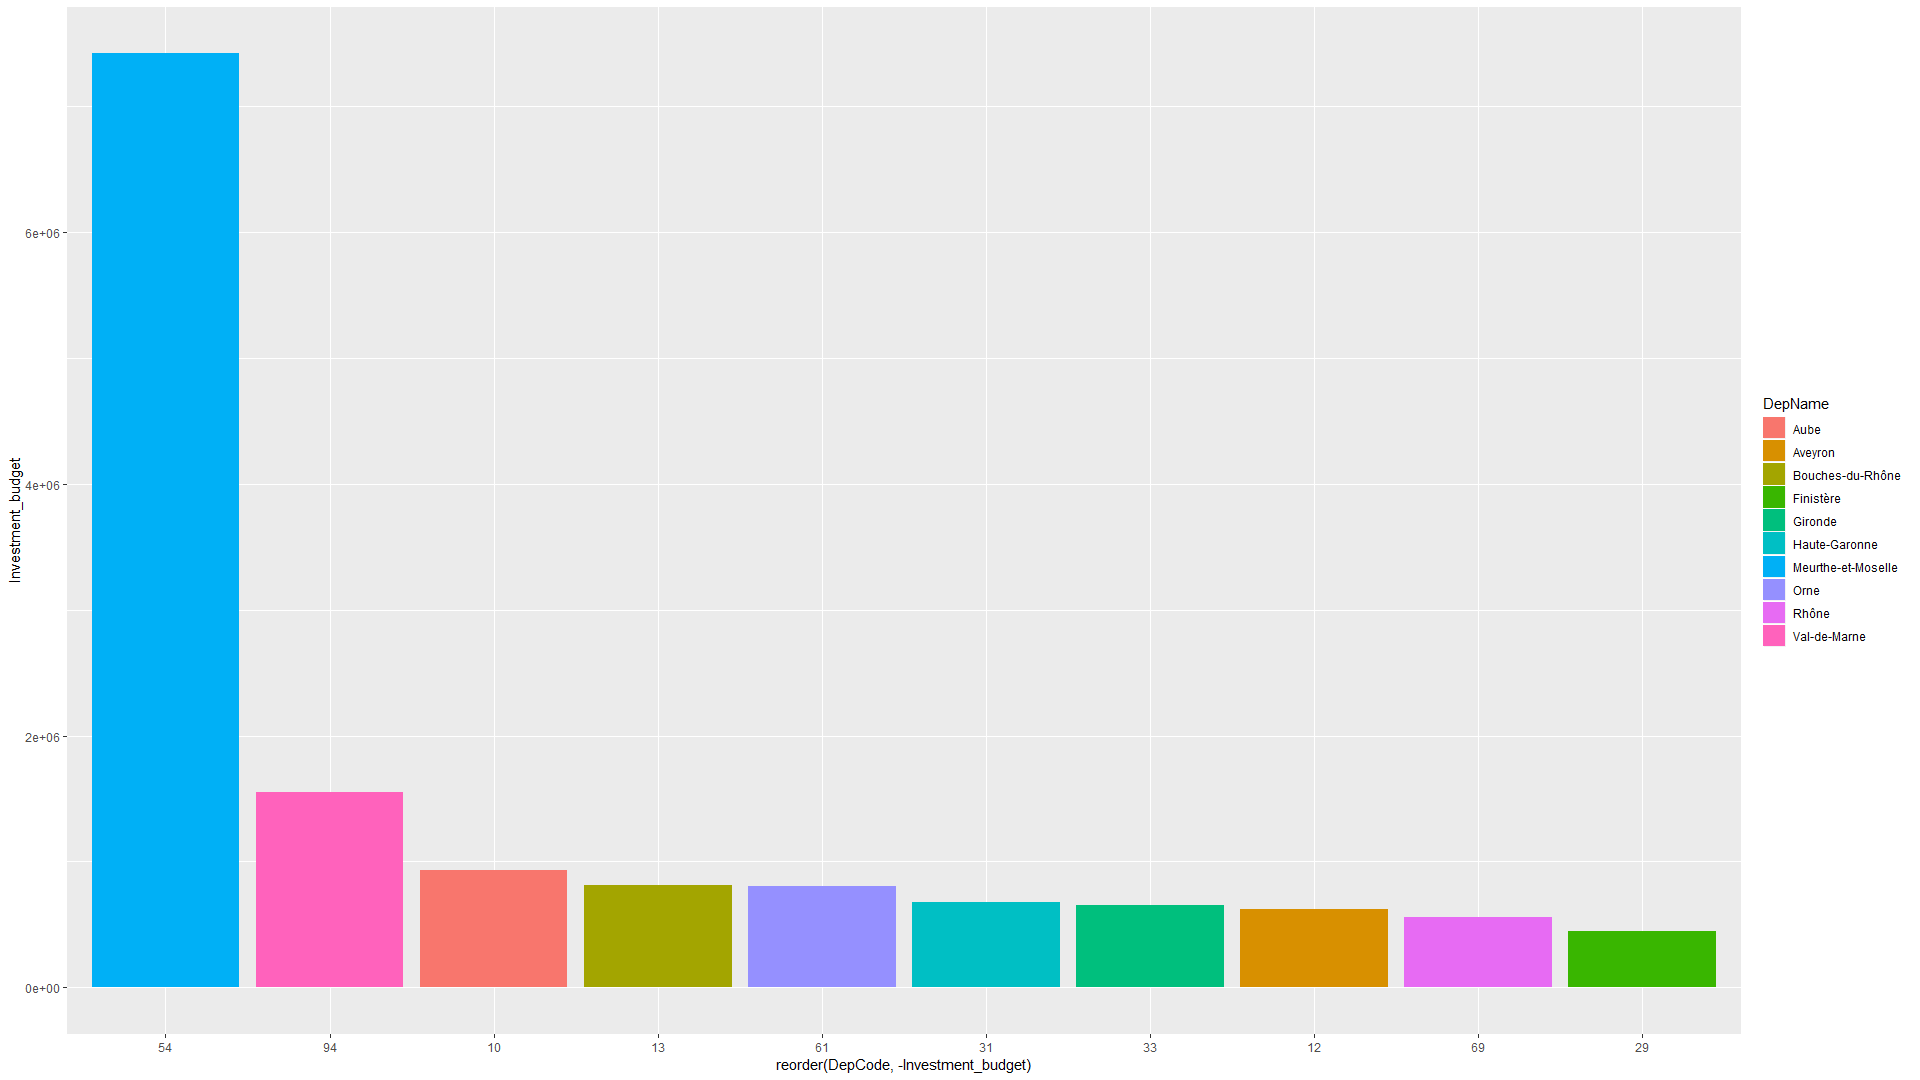 Investment_budget
6e+06
4e+06
2e+06
0e+00
54 94 10 13 61 31 33 12 69 29
reorder(DepCode, -Investment_budget)
DepName
Aube
Aveyron
Bouches-du-Rhône
Finistère
Gironde
Haute-Garonne
Meurthe-et-Moselle
Orne
Rhône
Val-de-Marne